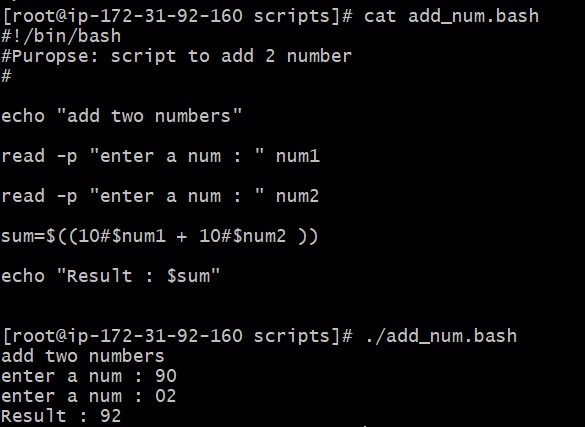 [root@ip-172-31-92-160 scripts]# cat add_num.bash
#!/bin/bash
#Puropse: script to add 2 number
#
echo "add two numbers"
read -p "enter a num : " num1
read -p "enter a num : " num2
sum=$((10#$num1 + 10#$num2 ))
echo "Result : $sum"
[root@ip-172-31-92-160 scripts]# ./add_num.bash
add two numbers
enter a num : 90
enter a num : 02
Result : 92